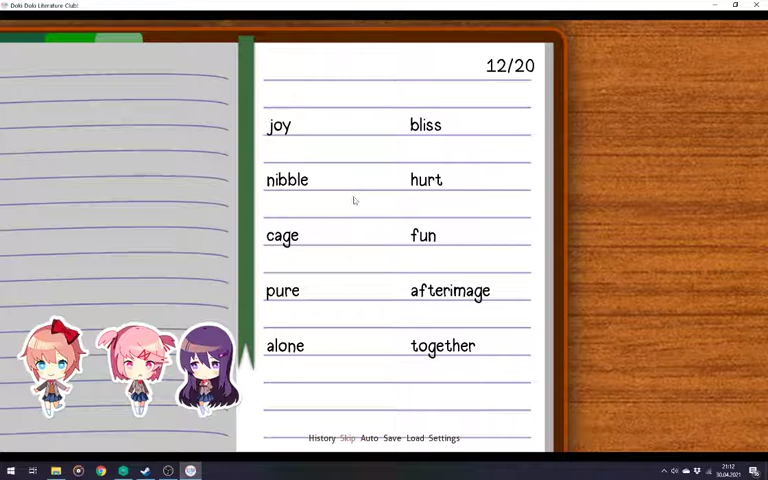 Doki Doki Literature Club!
12/20
joy bliss
nibble hurt
cage fun
pure afterimage
alone together
History Skip Auto Save Load Settings
21:12
30.04.2021